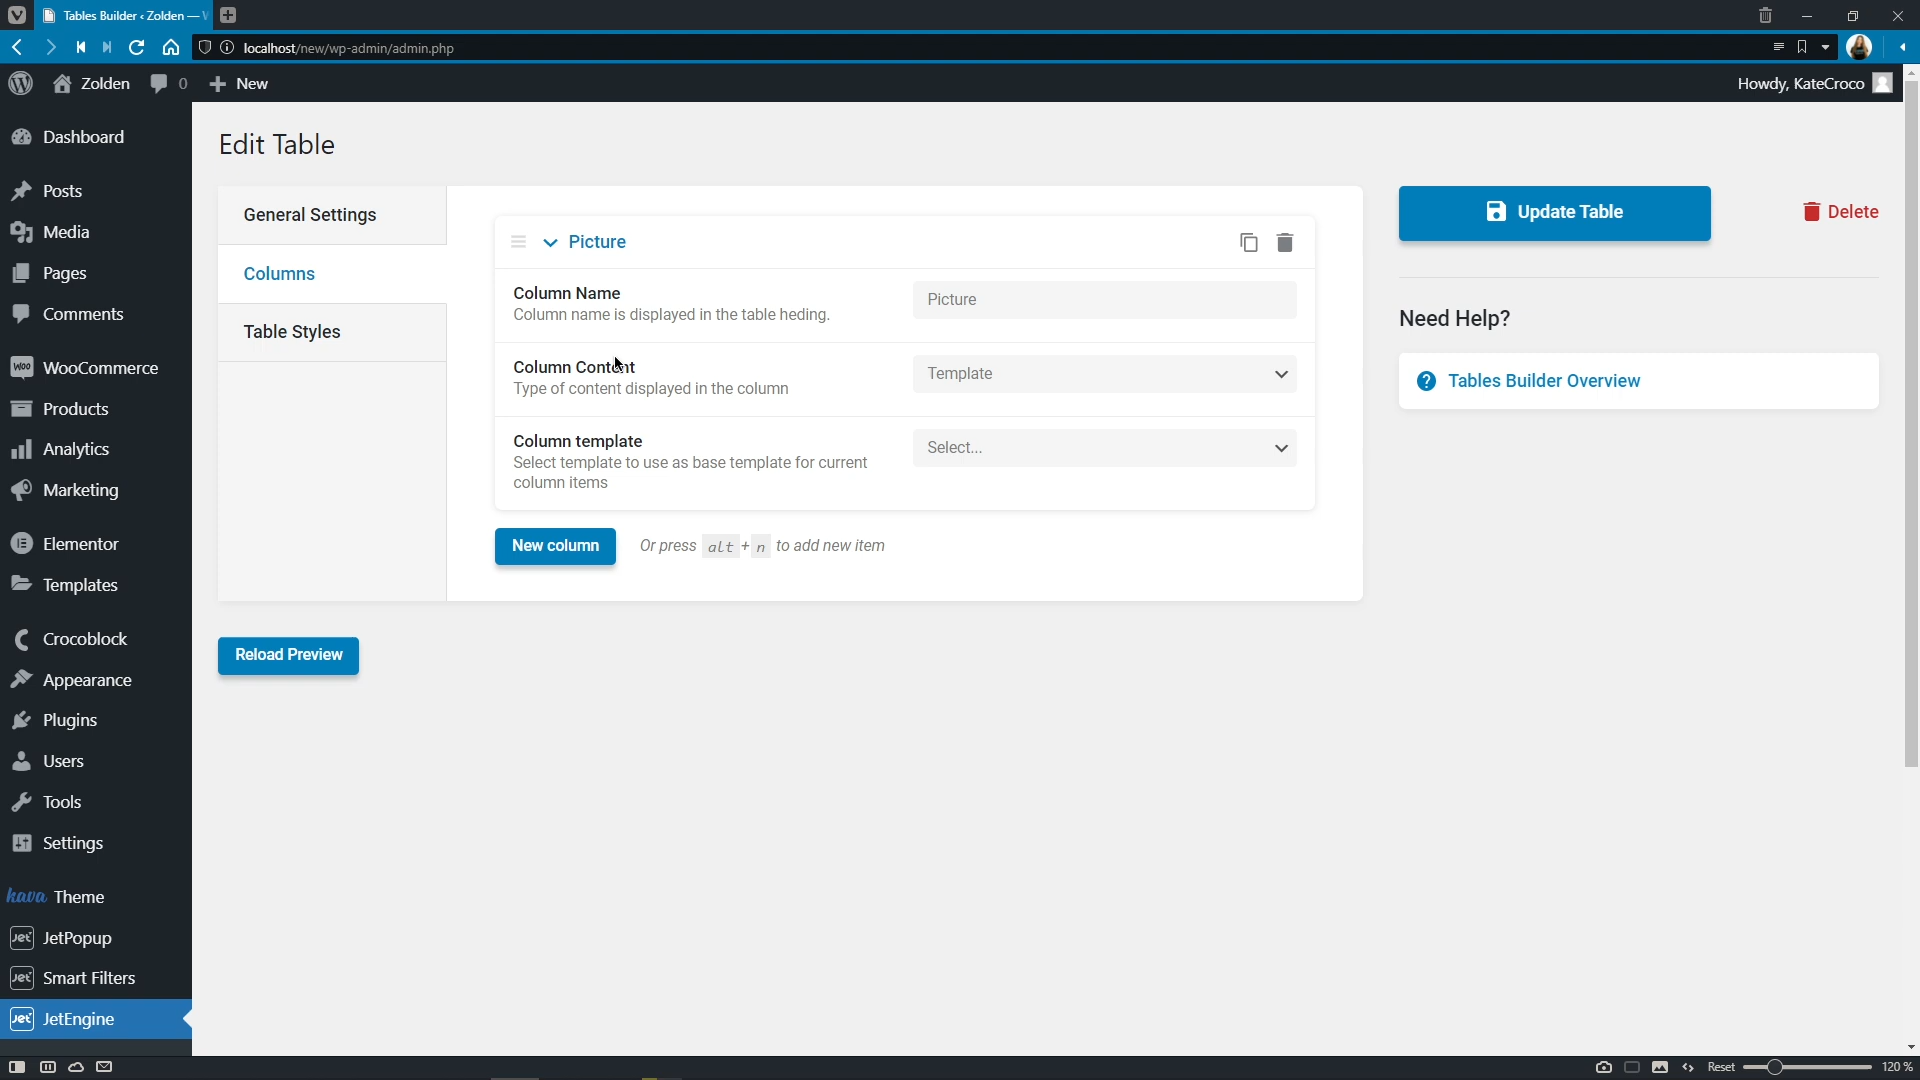 Tables Builder ‹ Zolden —
localhost/new/wp-admin/admin.php
Zolden
0
New
Howdy, KateCroco
Dashboard
Posts
Media
Pages
Comments
Woo WooCommerce
Products
Analytics
Marketing
Elementor
Templates
Crocoblock
Appearance
Plugins
Users
Tools
Settings
hava Theme
Jet JetPopup
Jet Smart Filters
Jet JetEngine
Edit Table
General Settings
Columns
Table Styles
Picture
Column Name
Column name is displayed in the table heding.
Picture
Column Content
Type of content displayed in the column
Template
Column template
Select template to use as base template for current
column items
Select...
New column
Or press alt + n to add new item
Reload Preview
Update Table
Delete
Need Help?
? Tables Builder Overview
Reset
120 %